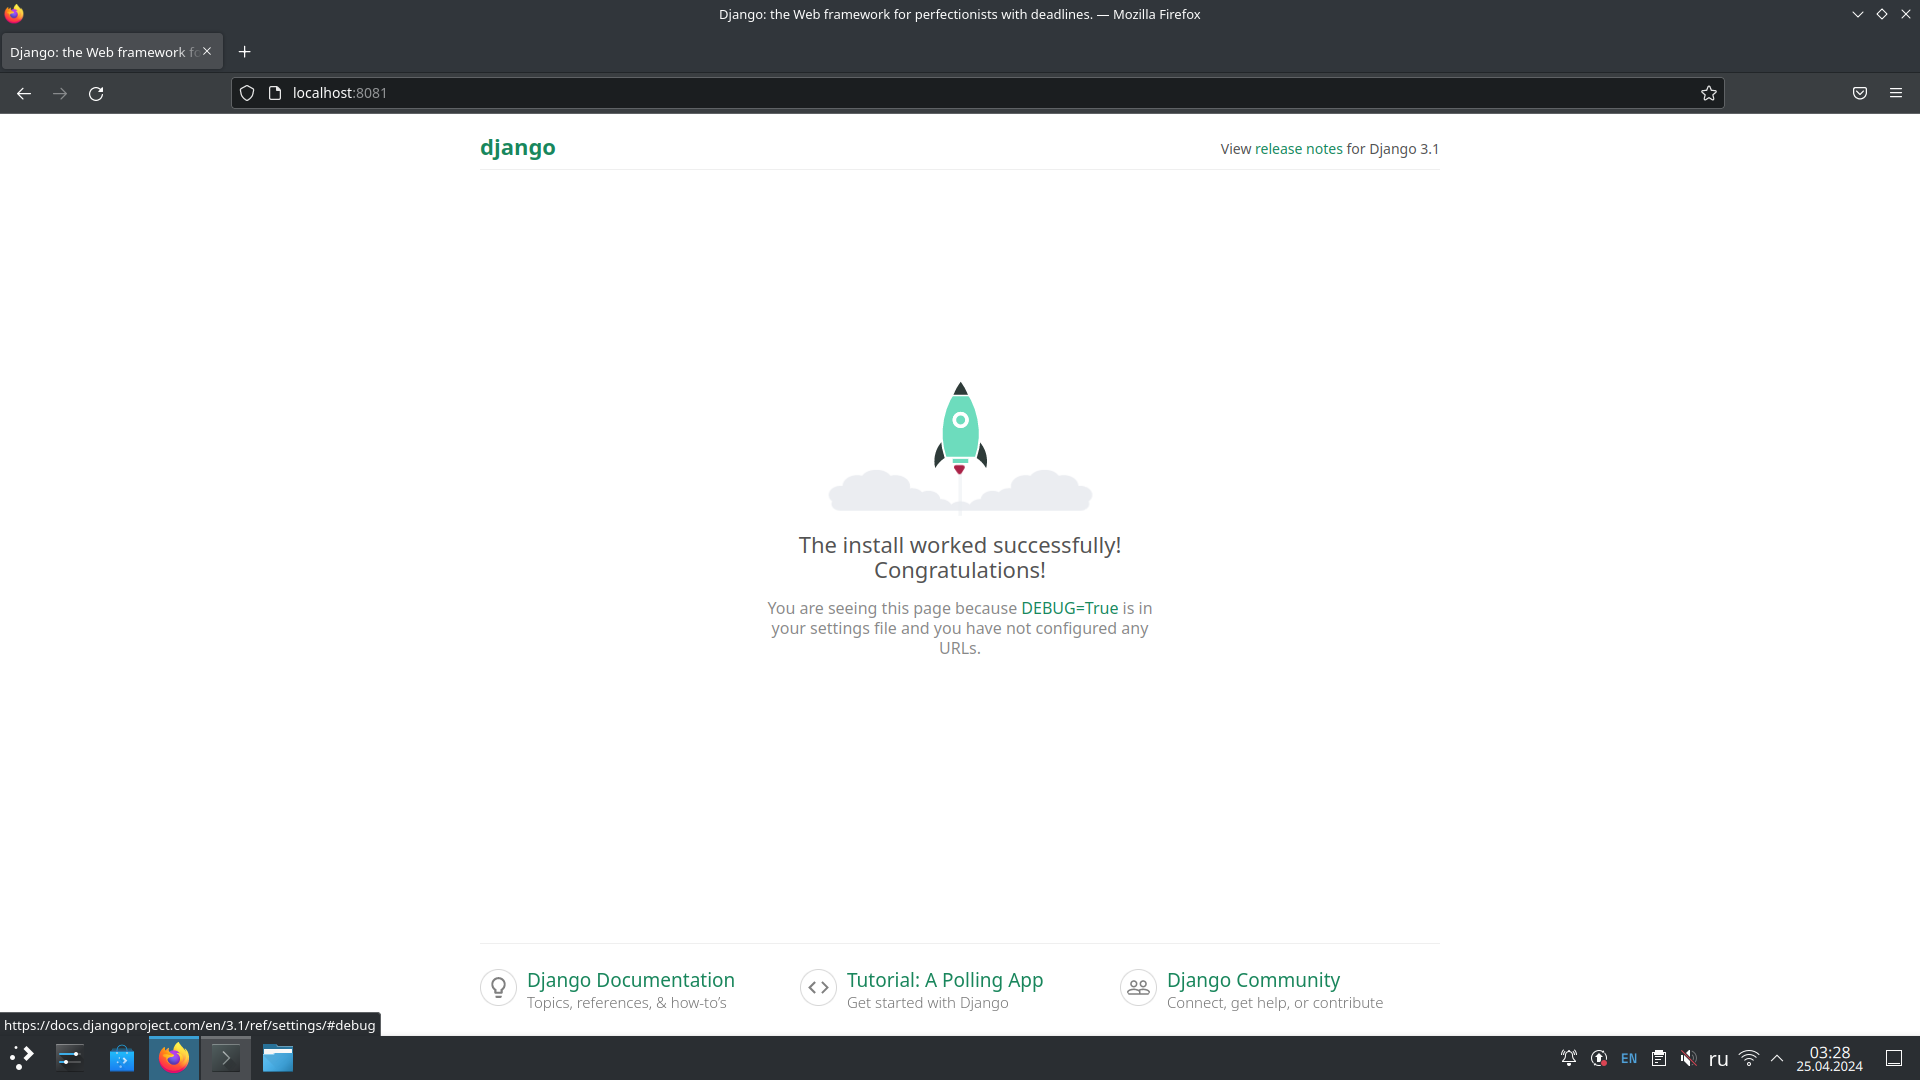 Django: the Web framework for perfectionists with deadlines. — Mozilla Firefox
Django: the Web framework fo
localhost:8081
django
View release notes for Django 3.1
The install worked successfully!
Congratulations!
You are seeing this page because DEBUG=True is in
your settings file and you have not configured any
URLs.
Django Documentation
Topics, references, & how-to’s
Tutorial: A Polling App
Get started with Django
Django Community
Connect, get help, or contribute
https://docs.djangoproject.com/en/3.1/ref/settings/#debug
EN
ru
03:28
25.04.2024